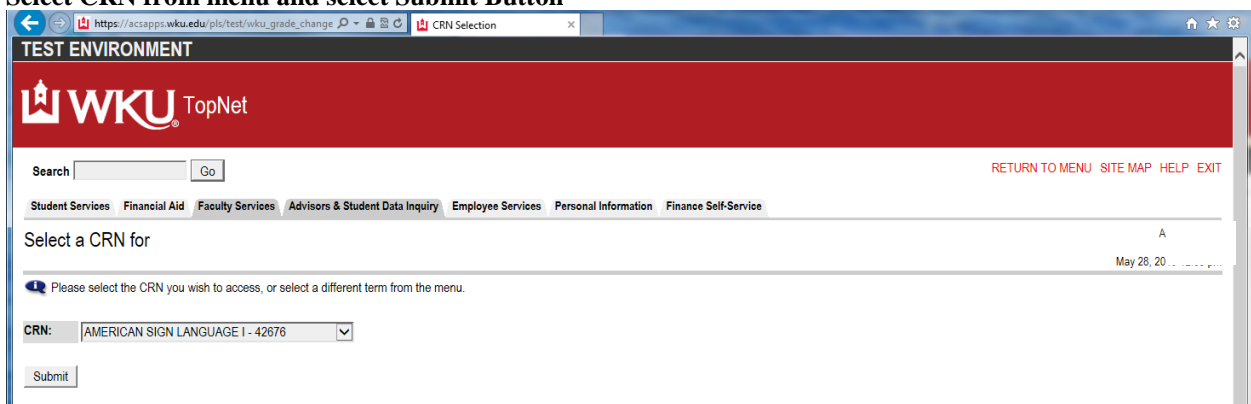 Select CRN from menu and select Submit Button
https://acsapps.wku.edu/pls/test/wku_grade_change CRN Selection
TEST ENVIRONMENT
WKU® TopNet
Search Go RETURN TO MENU SITE MAP HELP EXIT
Student Services Financial Aid Faculty Services Advisors & Student Data Inquiry Employee Services Personal Information Finance Self-Service
Select a CRN for A
May 28, 20
Please select the CRN you wish to access, or select a different term from the menu.
CRN: AMERICAN SIGN LANGUAGE I - 42676
Submit